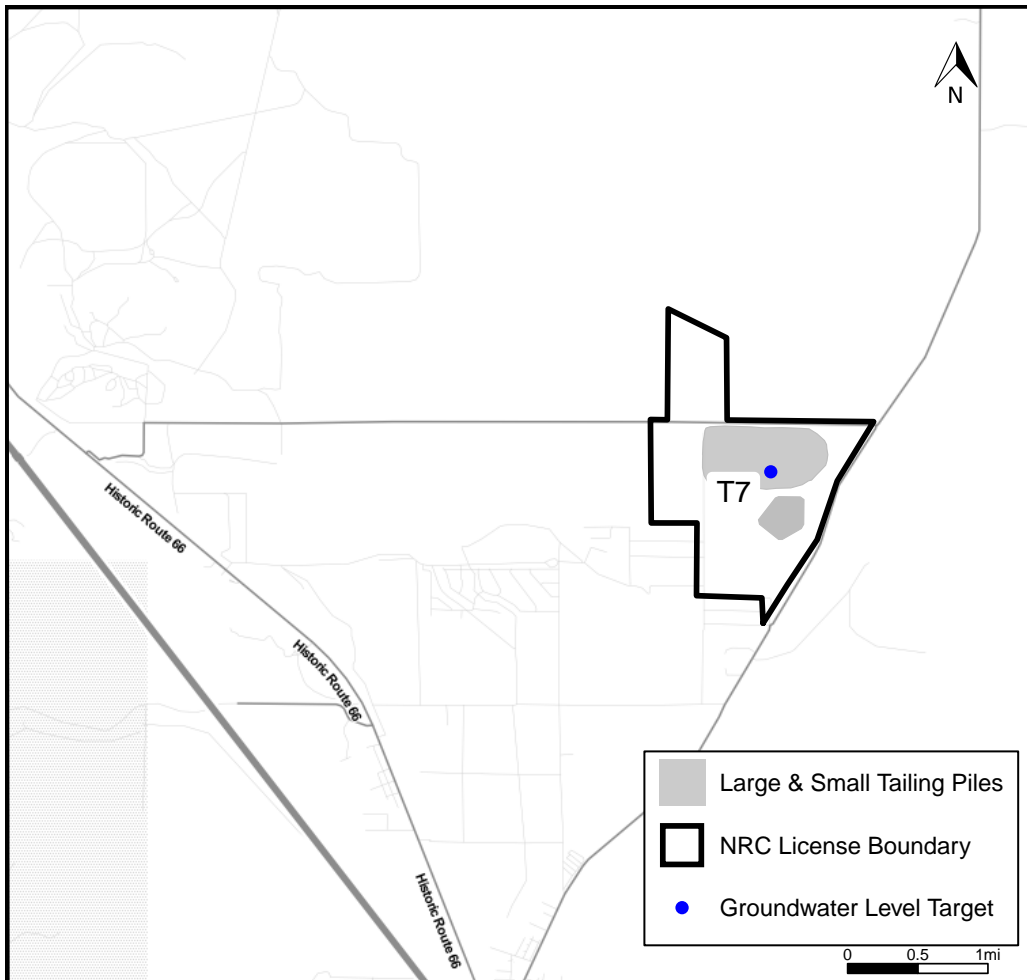 N
T7
Historic Route 66
Historic Route 66
Historic Route 66
Large & Small Tailing Piles
NRC License Boundary
Groundwater Level Target
0 0.5 1mi